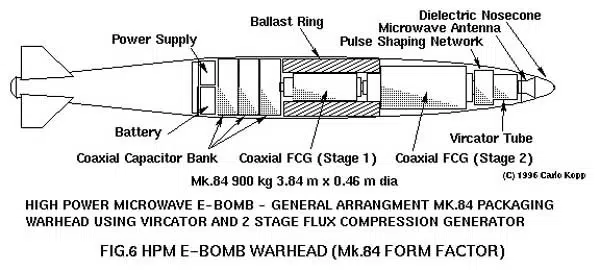 Dielectric Nosecone
Ballast Ring
Microwave Antenna
Power Supply
Pulse Shaping Network
Battery
Vircator Tube
Coaxial Capacitor Bank
Coaxial FCG (Stage 1)
Coaxial FCG (Stage 2)
(C) 1996 Carlo Kopp
Mk.84 900 kg 3.84 m x 0.46 m dia
HIGH POWER MICROWAVE E-BOMB - GENERAL ARRANGMENT MK.84 PACKAGING
WARHEAD USING VIRCATOR AND 2 STAGE FLUX COMPRESSION GENERATOR
FIG.6 HPM E-BOMB WARHEAD (Mk.84 FORM FACTOR)